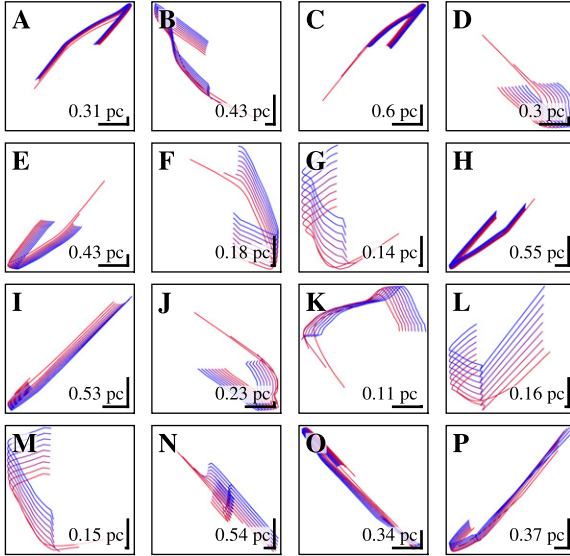 A
0.31 pc
B
0.43 pc
C
0.6 pc
D
0.3 pc
E
0.43 pc
F
0.18 pc
G
0.14 pc
H
0.55 pc
I
0.53 pc
J
0.23 pc
K
0.11 pc
L
0.16 pc
M
0.15 pc
N
0.54 pc
O
0.34 pc
P
0.37 pc